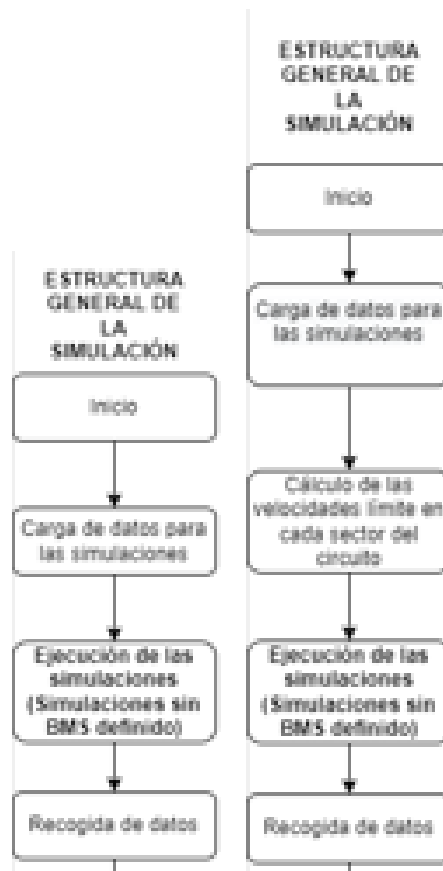 ESTRUCTURA
GENERAL DE
LA
SIMULACIÓN
Inicio
Carga de datos para
las simulaciones
Ejecución de las
simulaciones
(Simulaciones sin
BMS definido)
Recogida de datos
ESTRUCTURA
GENERAL DE
LA
SIMULACIÓN
Inicio
Carga de datos para
las simulaciones
Cálculo de las
velocidades límite en
cada sector del
circuito
Ejecución de las
simulaciones
(Simulaciones sin
BMS definido)
Recogida de datos